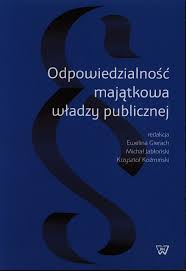 Odpowiedzialność
majątkowa
władzy publicznej
redakcja
Ewelina Gierach
Michał Jabłoński
Krzysztof Koźmiński